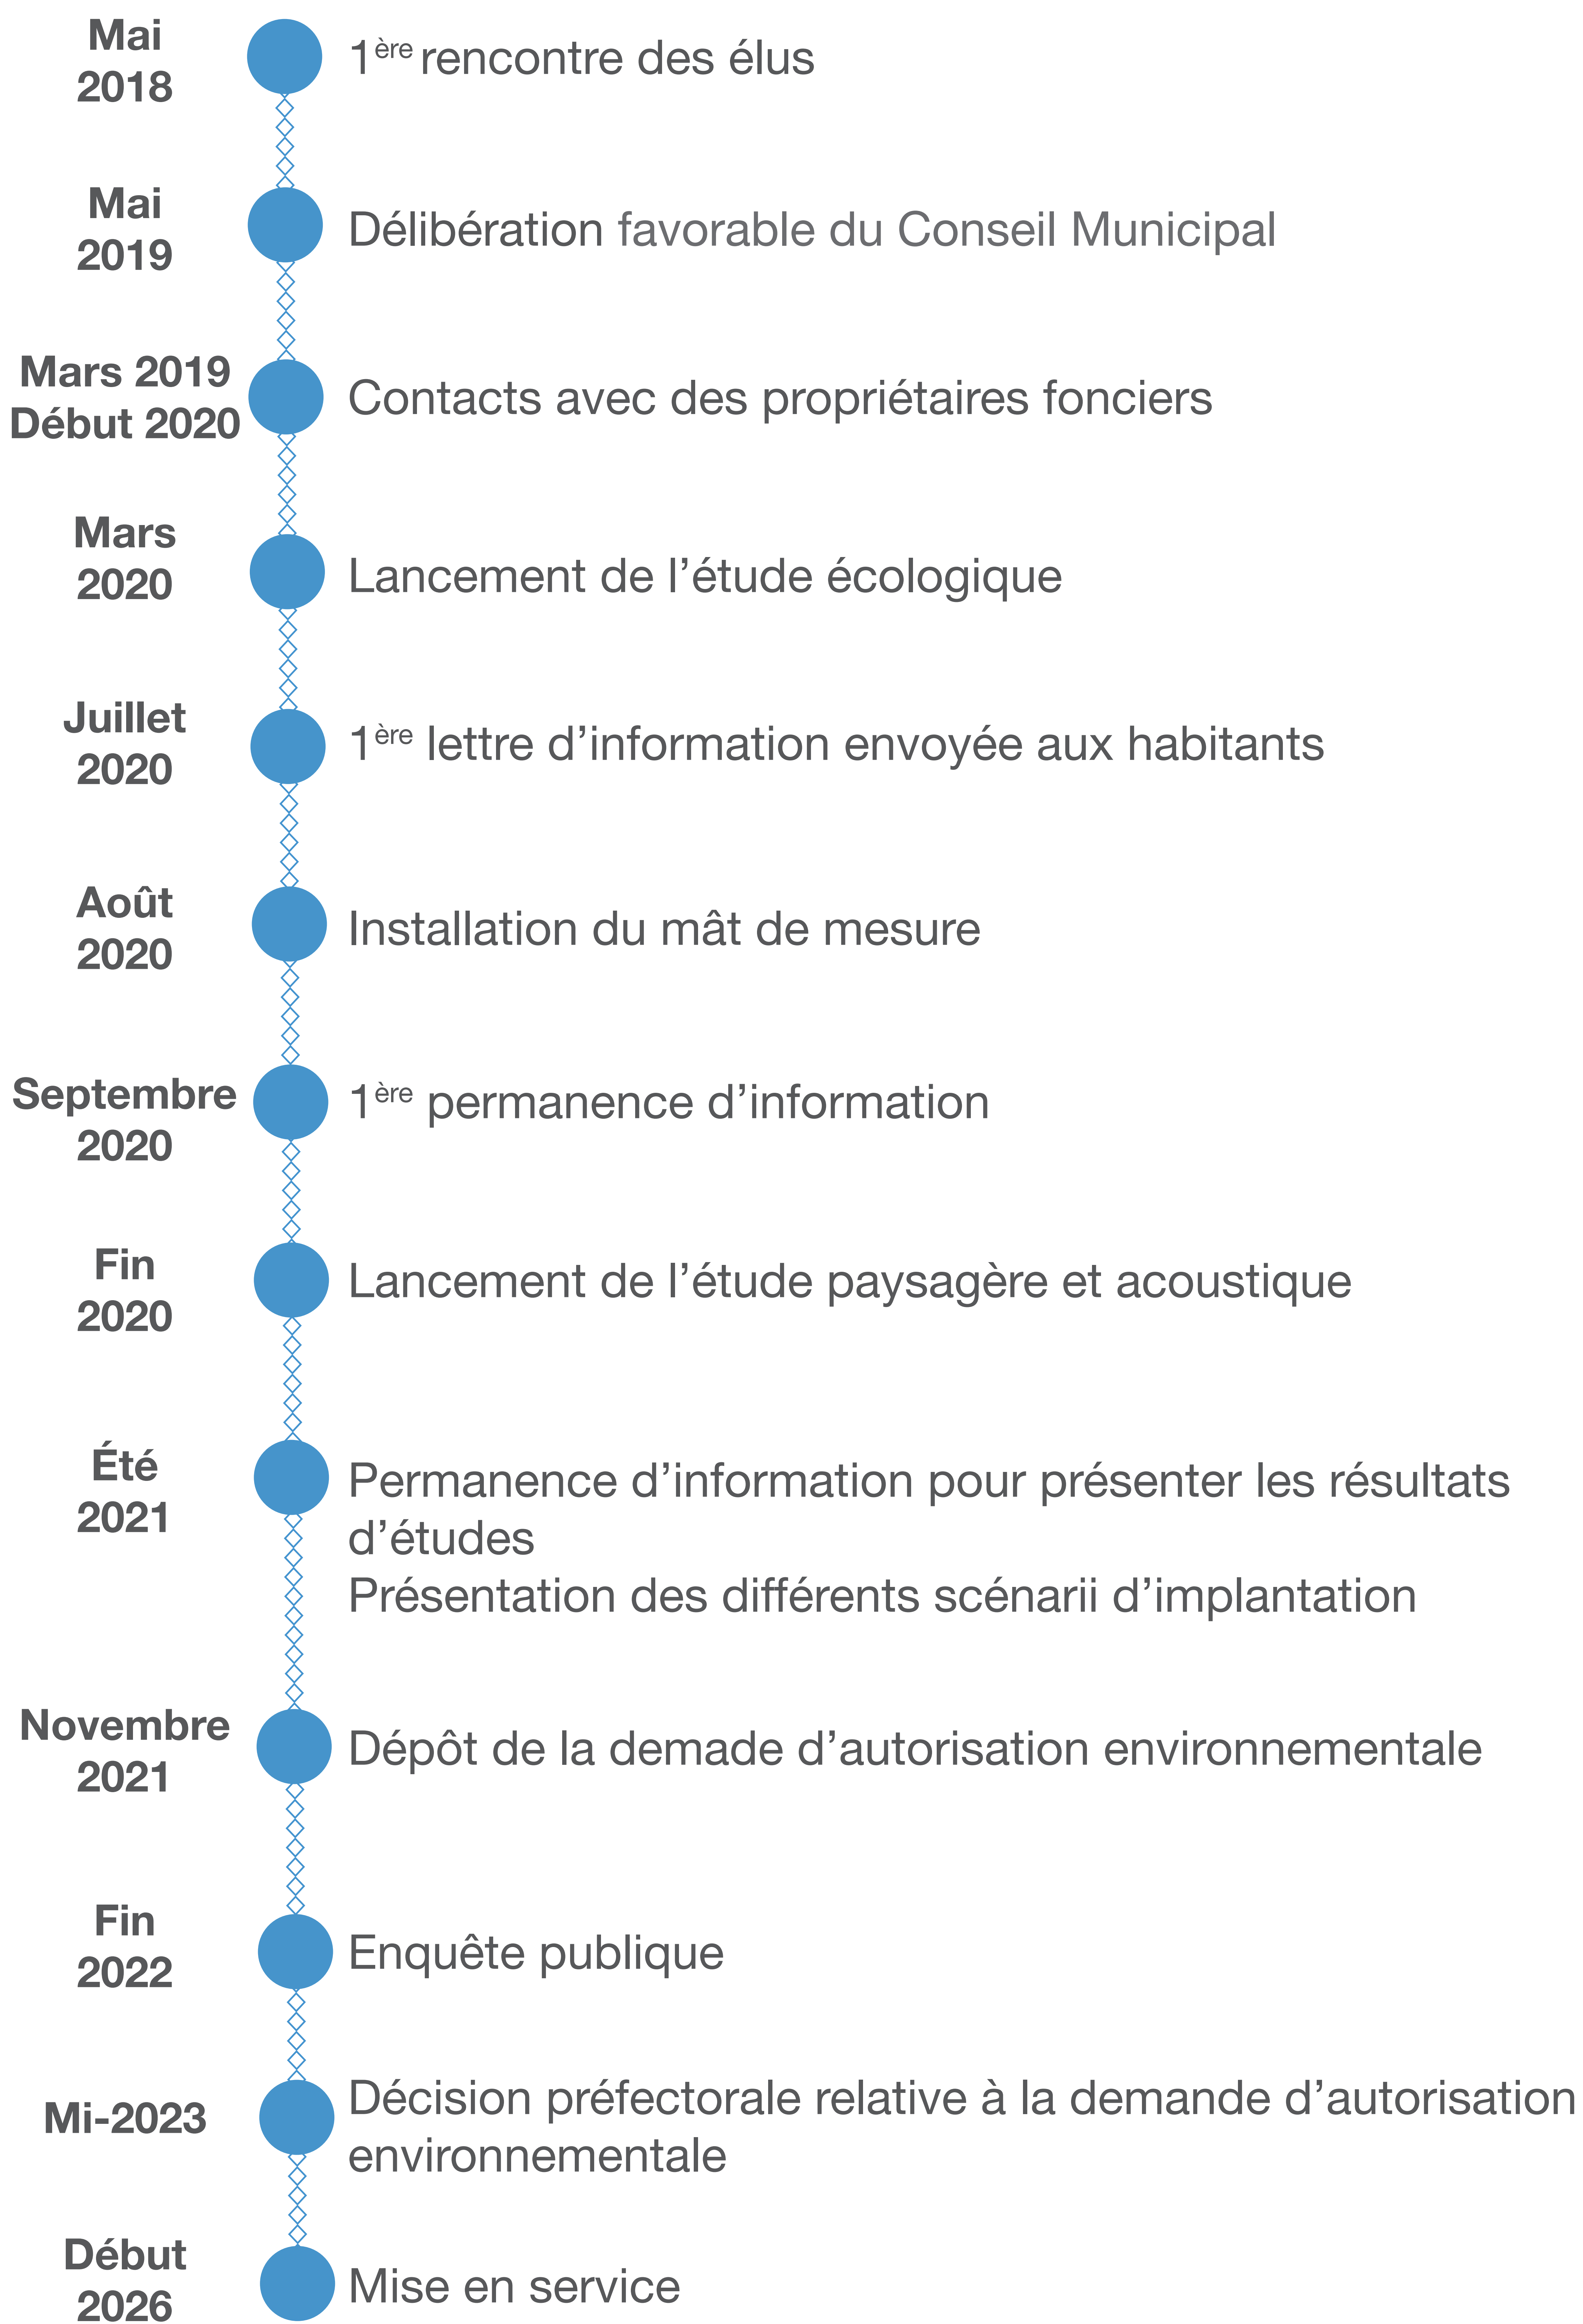 Mai
2018
1ère rencontre des élus
Mai
2019
Délibération favorable du Conseil Municipal
Mars 2019
Début 2020
Contacts avec des propriétaires fonciers
Mars
2020
Lancement de l’étude écologique
Juillet
2020
1ère lettre d’information envoyée aux habitants
Août
2020
Installation du mât de mesure
Septembre
2020
1ère permanence d’information
Fin
2020
Lancement de l’étude paysagère et acoustique
Été
2021
Permanence d’information pour présenter les résultats
d’études
Présentation des différents scénarii d’implantation
Novembre
2021
Dépôt de la demade d’autorisation environnementale
Fin
2022
Enquête publique
Mi-2023
Décision préfectorale relative à la demande d’autorisation
environnementale
Début
2026
Mise en service